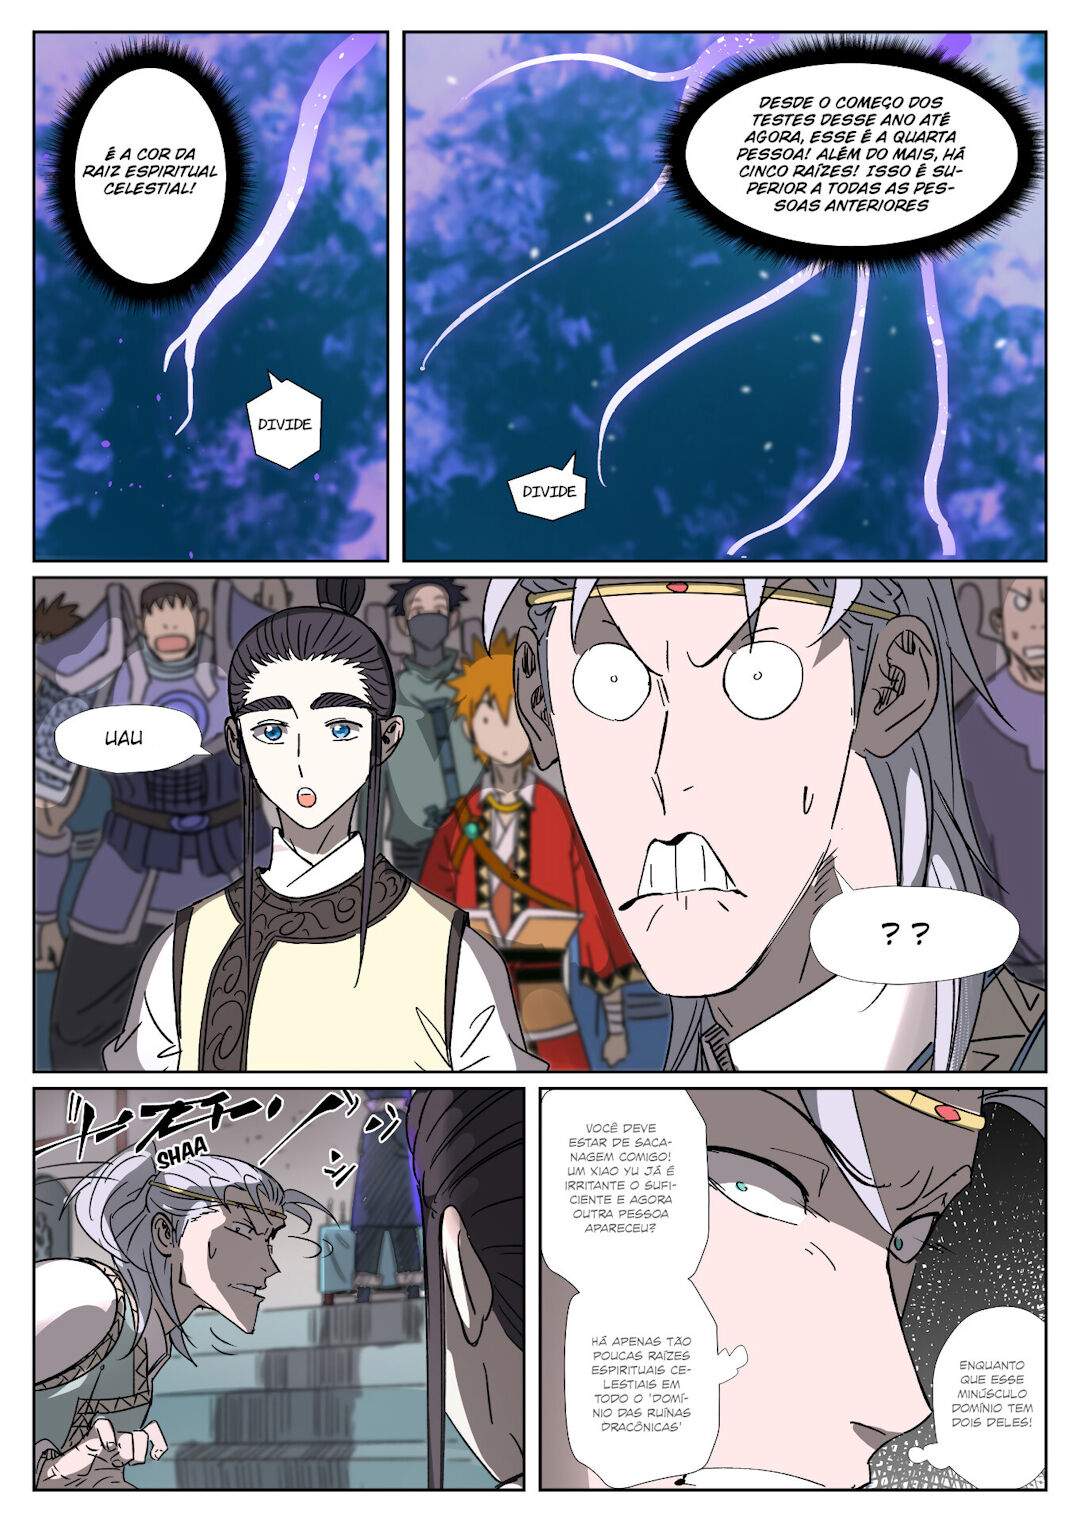 É A COR DA
RAIZ ESPIRITUAL
CELESTIAL!
DIVIDE
DESDE O COMEÇO DOS
TESTES DESSE ANO ATÉ
AGORA, ESSE É A QUARTA
PESSOA! ALÉM DO MAIS, HÁ
CINCO RAÍZES! ISSO É SU-
PERIOR A TODAS AS PES-
SOAS ANTERIORES
DIVIDE
UAU
? ?
SHAA
VOCÊ DEVE
ESTAR DE SACA-
NAGEM COMIGO!
UM XIAO YU JÁ É
IRRITANTE O SUFI-
CIENTE E AGORA
OUTRA PESSOA
APARECEU?
HÁ APENAS TÃO
POUCAS RAÍZES
ESPIRITUAIS CE-
LESTIAIS EM
TODO O 'DOMÍ-
NIO DAS RUÍNAS
DRACÔNICAS'
ENQUANTO
QUE ESSE
MINÚSCULO
DOMÍNIO TEM
DOIS DELES!